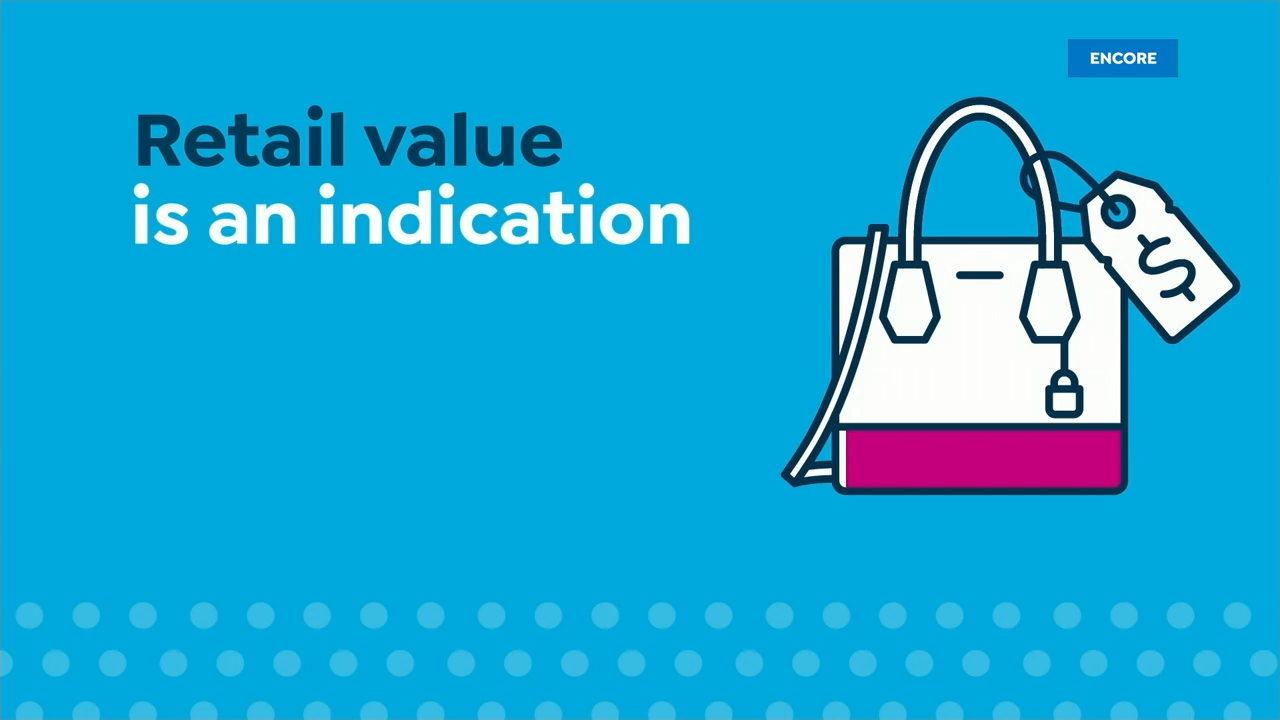 ENCORE
Retail value
is an indication
$